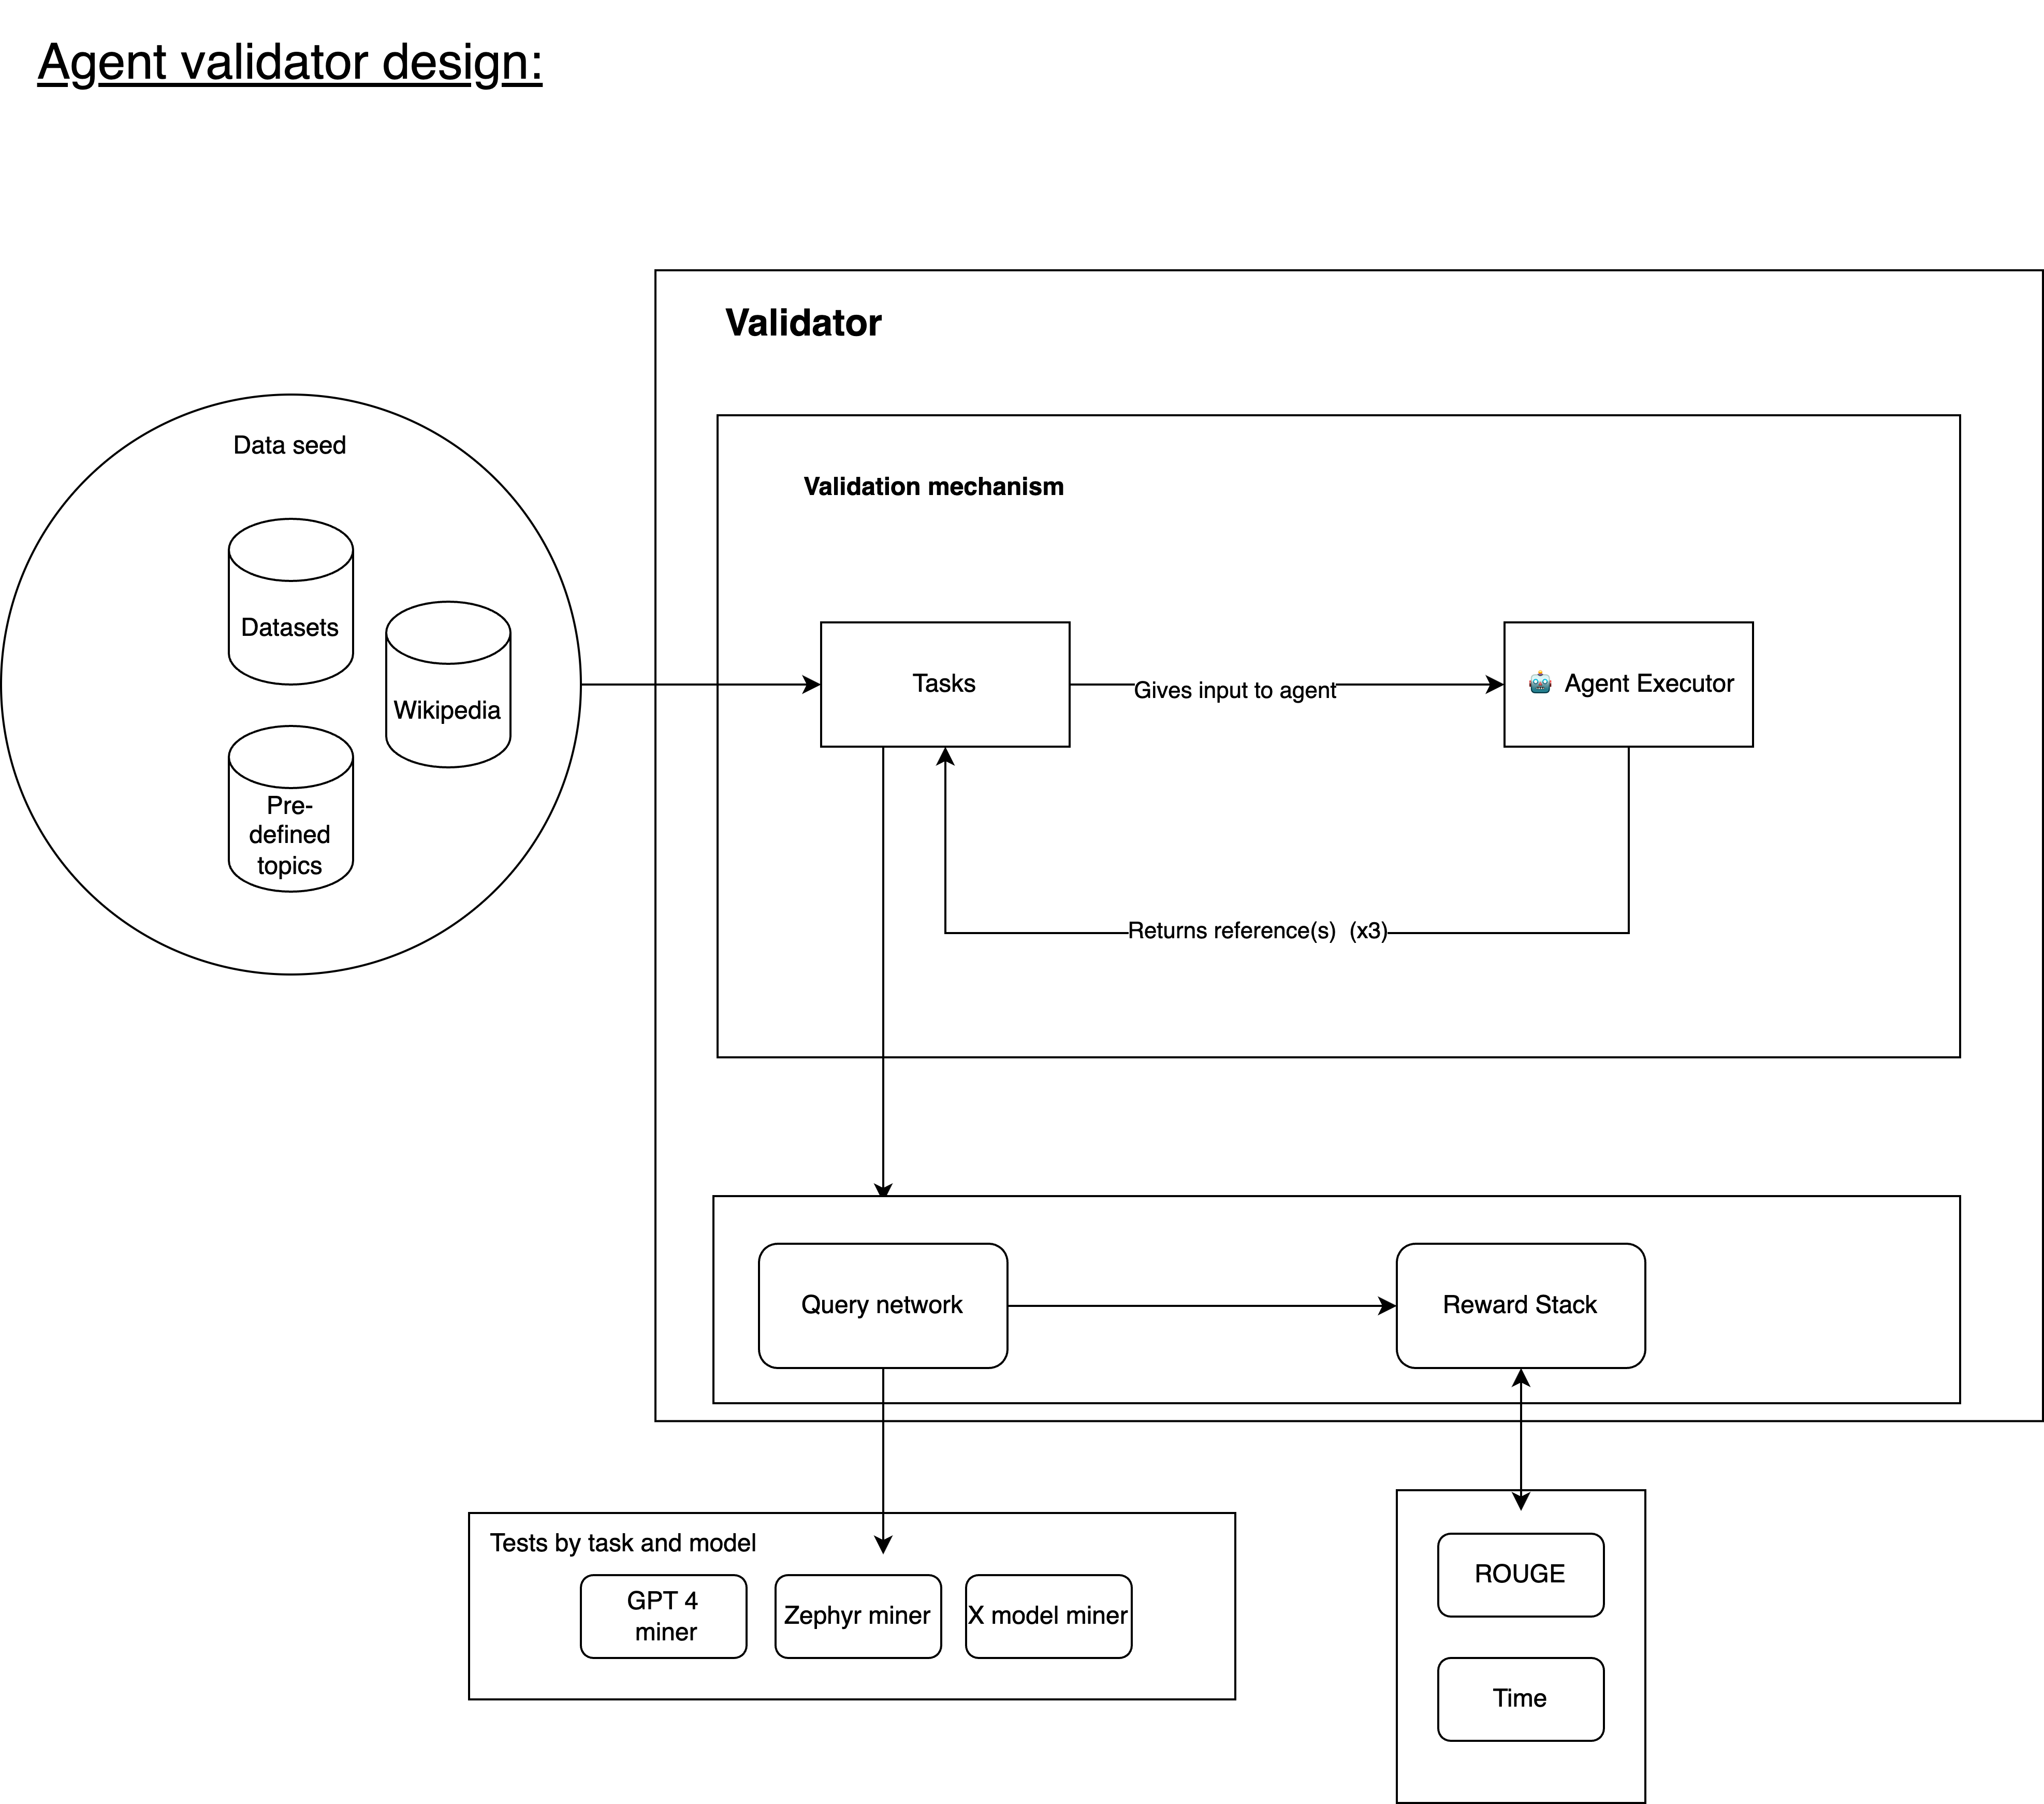 Agent validator design:
Validator
Data seed
Validation mechanism
Datasets
Wikipedia
Pre-
defined
topics
Tasks
Gives input to agent
🤖 Agent Executor
Returns reference(s) (x3)
Query network
Reward Stack
Tests by task and model
GPT 4
miner
Zephyr miner
X model miner
ROUGE
Time